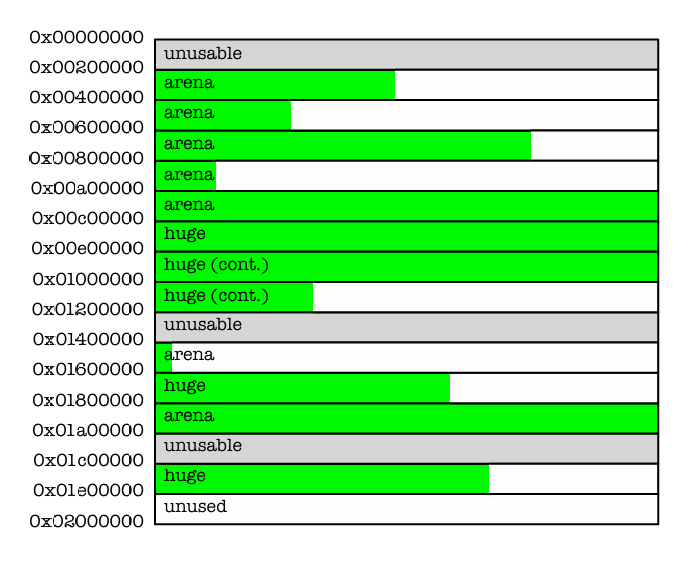 0x00000000
unusable
0x00200000
arena
0x00400000
arena
0x00600000
arena
0x00800000
arena
0x00a00000
arena
0x00c00000
huge
0x00e00000
huge (cont.)
0x01000000
huge (cont.)
0x01200000
unusable
0x01400000
arena
0x01600000
huge
0x01800000
arena
0x01a00000
unusable
0x01c00000
huge
0x01e00000
unused
0x02000000